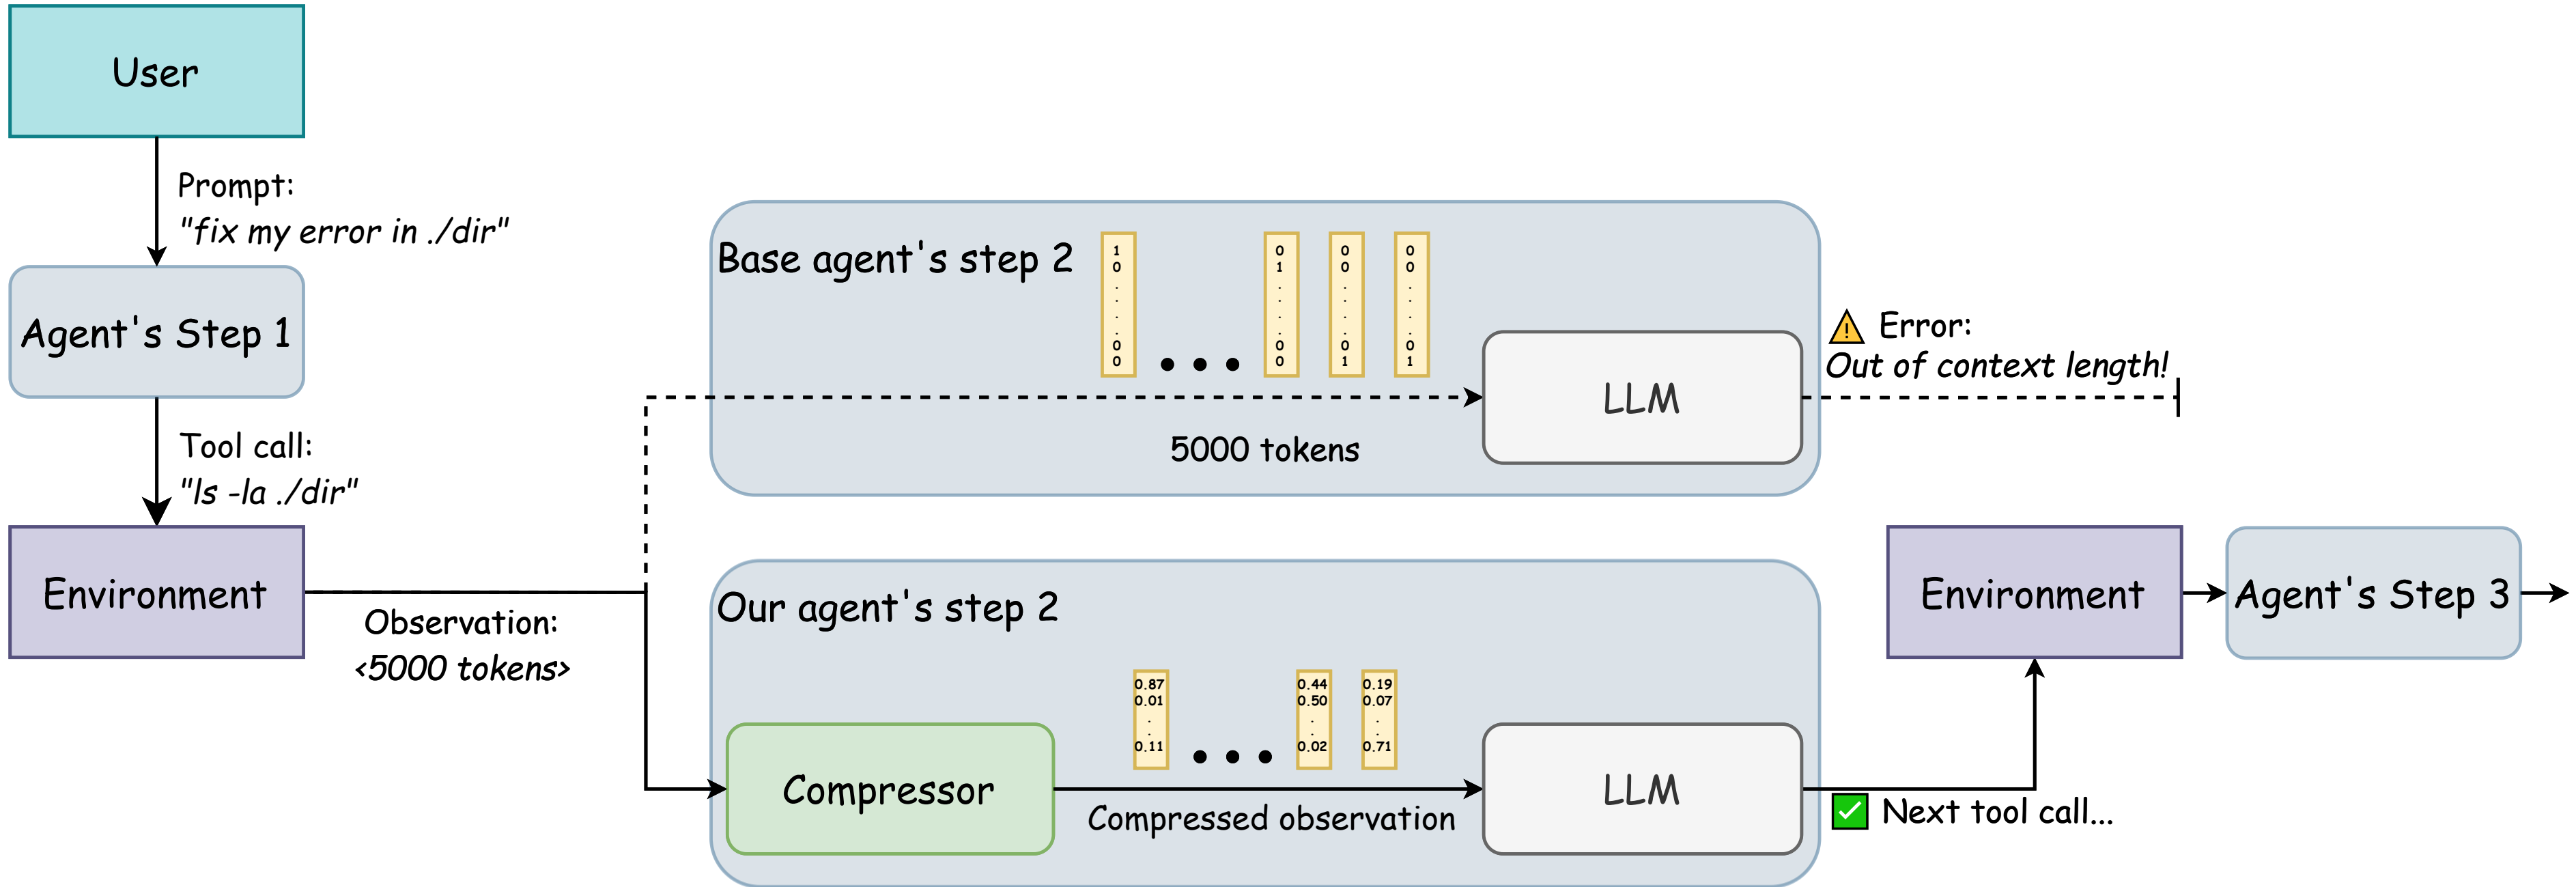 User
Prompt:
"fix my error in ./dir"
Agent's Step 1
Tool call:
"ls -la ./dir"
Environment
Observation:
<5000 tokens>
Base agent's step 2
1 0 0 0
0 1 0 0
. . . .
. . . .
. . . .
. . . .
0 0 0 0
0 0 1 1
5000 tokens
LLM
⚠ Error:
Out of context length!
Our agent's step 2
0.87 0.44 0.19
0.01 0.50 0.07
. . .
. . .
0.11 0.02 0.71
Compressor
Compressed observation
LLM
✅ Next tool call...
Environment
Agent's Step 3